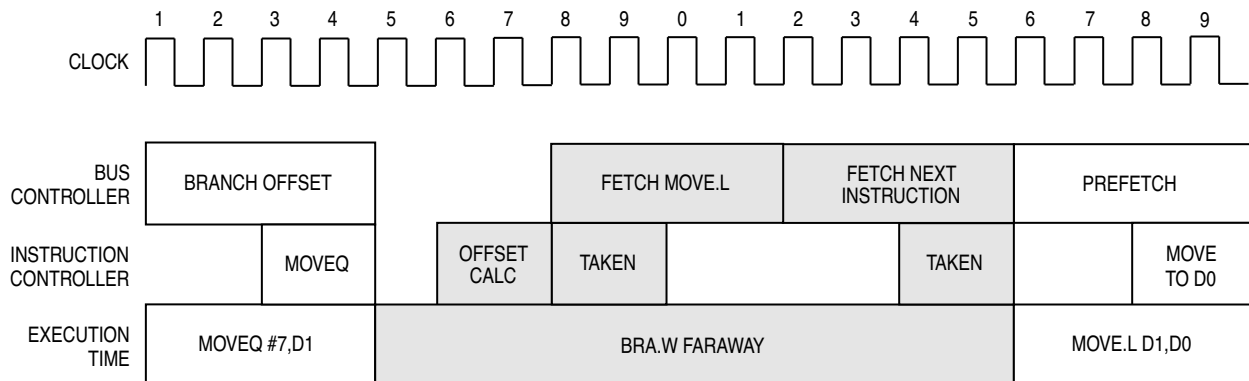 1 2 3 4 5 6 7 8 9 0 1 2 3 4 5 6 7 8 9
CLOCK
BUS
CONTROLLER
BRANCH OFFSET
FETCH MOVE.L
FETCH NEXT
INSTRUCTION
PREFETCH
INSTRUCTION
CONTROLLER
MOVEQ
OFFSET
CALC
TAKEN
TAKEN
MOVE
TO D0
EXECUTION
TIME
MOVEQ #7,D1
BRA.W FARAWAY
MOVE.L D1,D0